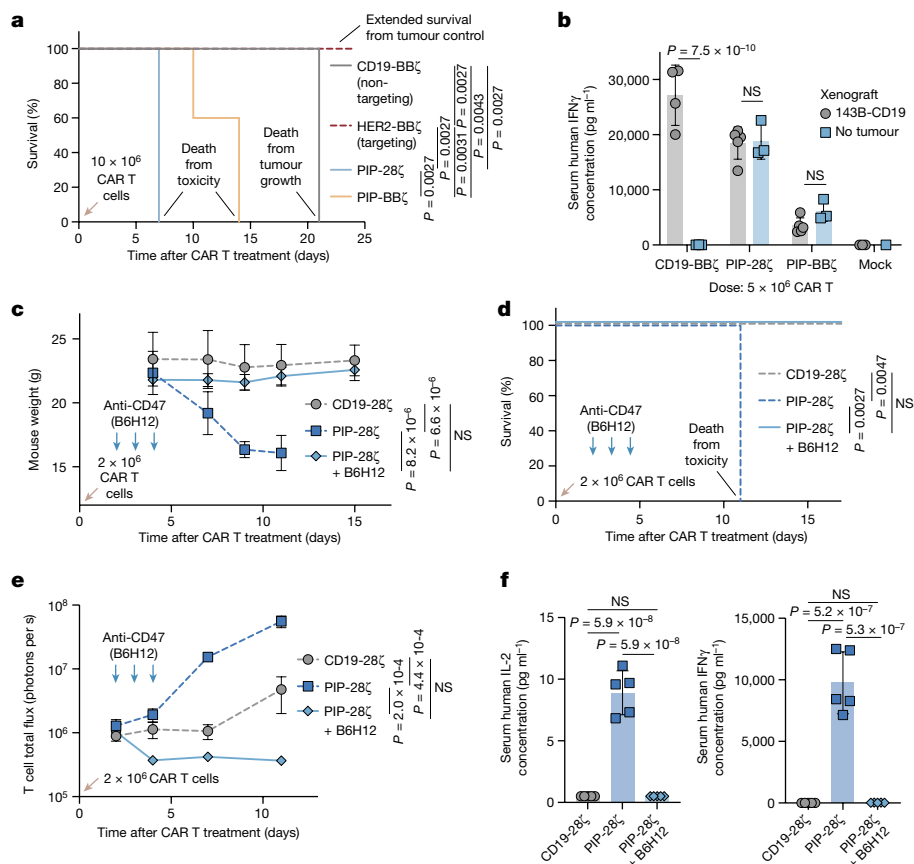 a
Extended survival
from tumour control
100
80
60
40
20
0
Survival (%)
10 × 10⁶
CAR T
cells
Death
from
toxicity
Death
from
tumour
growth
CD19-BBζ
(non-
targeting)
HER2-BBζ
(targeting)
PIP-28ζ
PIP-BBζ
P = 0.0027
P = 0.0027
P = 0.0031
P = 0.0027
P = 0.0043
P = 0.0027
0 5 10 15 20 25
Time after CAR T treatment (days)
b
P = 7.5 × 10⁻¹⁰
NS
NS
Xenograft
143B-CD19
No tumour
30,000
20,000
10,000
0
Serum human IFNγ
concentration (pg ml⁻¹)
CD19-BBζ PIP-28ζ PIP-BBζ Mock
Dose: 5 × 10⁶ CAR T
c
25
20
15
Mouse weight (g)
Anti-CD47
(B6H12)
2 × 10⁶
CAR T
cells
CD19-28ζ
PIP-28ζ
PIP-28ζ
+ B6H12
P = 8.2 × 10⁻⁶
P = 6.6 × 10⁻⁶
NS
0 5 10 15
Time after CAR T treatment (days)
d
100
80
60
40
20
0
Survival (%)
Anti-CD47
(B6H12)
2 × 10⁶ CAR T cells
Death
from
toxicity
CD19-28ζ
PIP-28ζ
PIP-28ζ
+ B6H12
P = 0.0027
P = 0.0047
NS
0 5 10 15
Time after CAR T treatment (days)
e
10⁸
10⁷
10⁶
10⁵
T cell total flux (photons per s)
Anti-CD47
(B6H12)
2 × 10⁶ CAR T cells
CD19-28ζ
PIP-28ζ
PIP-28ζ
+ B6H12
P = 2.0 × 10-4
P = 4.4 × 10-4
NS
0 5 10
Time after CAR T treatment (days)
f
NS
P = 5.9 × 10⁻⁸
P = 5.9 × 10⁻⁸
15
10
5
0
Serum human IL-2
concentration (pg ml⁻¹)
CD19-28ζ
PIP-28ζ
PIP-28ζ
+ B6H12
NS
P = 5.2 × 10⁻⁷
P = 5.3 × 10⁻⁷
15,000
10,000
5,000
0
Serum human IFNγ
concentration (pg ml⁻¹)
CD19-28ζ
PIP-28ζ
PIP-28ζ
+ B6H12